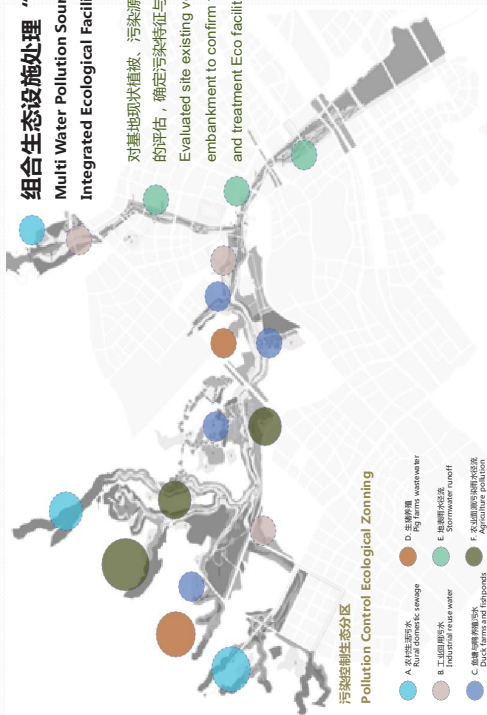 组合生态设施处理“
Multi Water Pollution Sour
Integrated Ecological Facili
对基地现状植被、污染源
的评估，确定污染特征与
Evaluated site existing v
embankment to confirm
and treatment Eco facilit
污染控制生态分区
Pollution Control Ecological Zonning
A. 农村生活污水
Rural domestic sewage
B. 工业回用污水
Industrial reuse water
C. 鱼塘与鸭养殖污水
Duck farms and fishponds
D. 生猪养殖
Pig farms wastewater
E. 地表雨水径流
Stormwater runoff
F. 农业面源污染雨水径流
Agriculture pollution